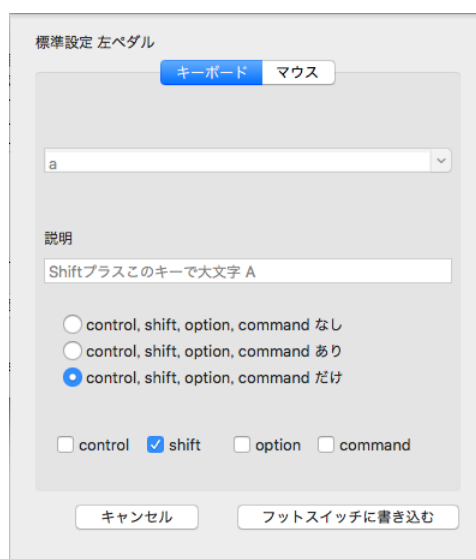 標準設定 左ペダル
キーボード マウス
a
説明
Shiftプラスこのキーで大文字 A
control, shift, option, command なし
control, shift, option, command あり
control, shift, option, command だけ
control shift option command
キャンセル フットスイッチに書き込む